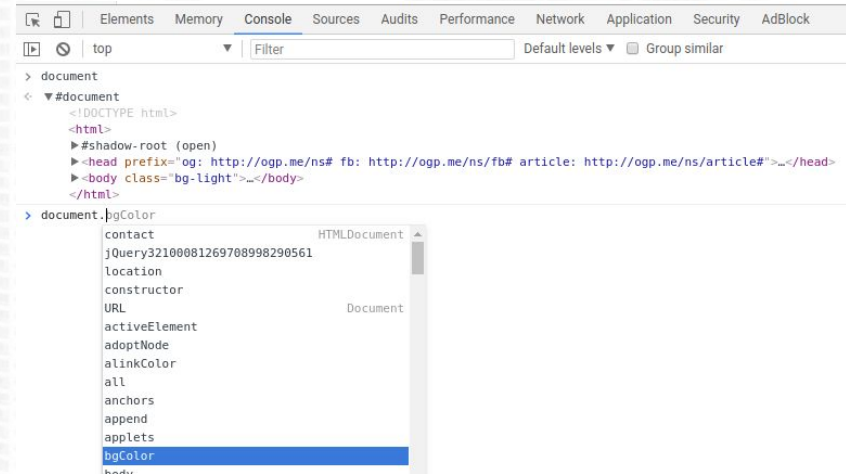 Elements Memory Console Sources Audits Performance Network Application Security AdBlock
top ▼ Filter Default levels ▼ Group similar
> document
<· ▼#document
<!DOCTYPE html>
<html>
▶#shadow-root (open)
▶<head prefix="og: http://ogp.me/ns# fb: http://ogp.me/ns/fb# article: http://ogp.me/ns/article#">…</head>
▶<body class="bg-light">…</body>
</html>
> document.bgColor
contact HTMLDocument
jQuery32100081269708998290561
location
constructor
URL Document
activeElement
adoptNode
alinkColor
all
anchors
append
applets
bgColor
body